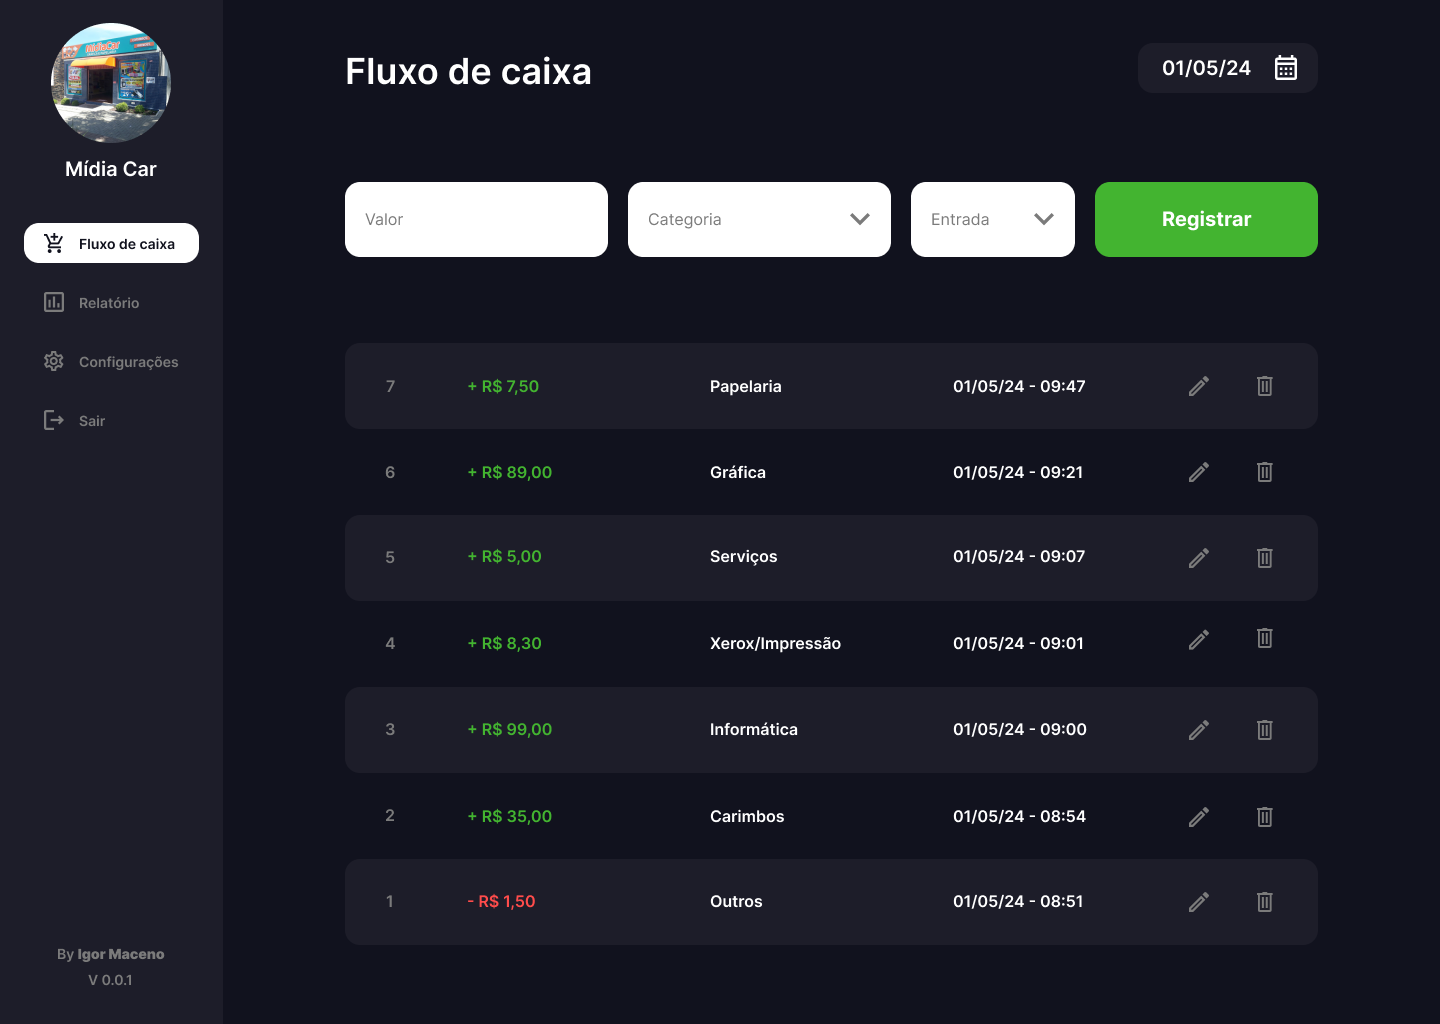 Mídia Car
Fluxo de caixa
Relatório
Configurações
Sair
By Igor Maceno
V 0.0.1
Fluxo de caixa
01/05/24
Valor
Categoria
Entrada
Registrar
7 + R$ 7,50 Papelaria 01/05/24 - 09:47
6 + R$ 89,00 Gráfica 01/05/24 - 09:21
5 + R$ 5,00 Serviços 01/05/24 - 09:07
4 + R$ 8,30 Xerox/Impressão 01/05/24 - 09:01
3 + R$ 99,00 Informática 01/05/24 - 09:00
2 + R$ 35,00 Carimbos 01/05/24 - 08:54
1 - R$ 1,50 Outros 01/05/24 - 08:51